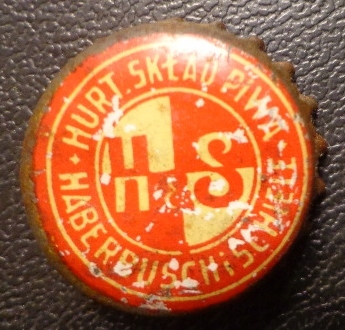 HURT. SKŁAD PIWA
H & S
HABERBUSCH i SCHIELE